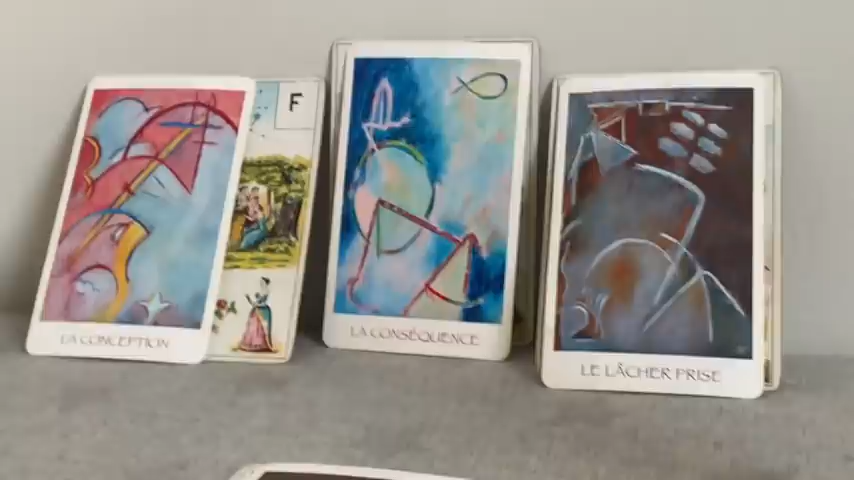 F
LA CONCEPTION
LA CONSÉQUENCE
LE LÂCHER PRISE